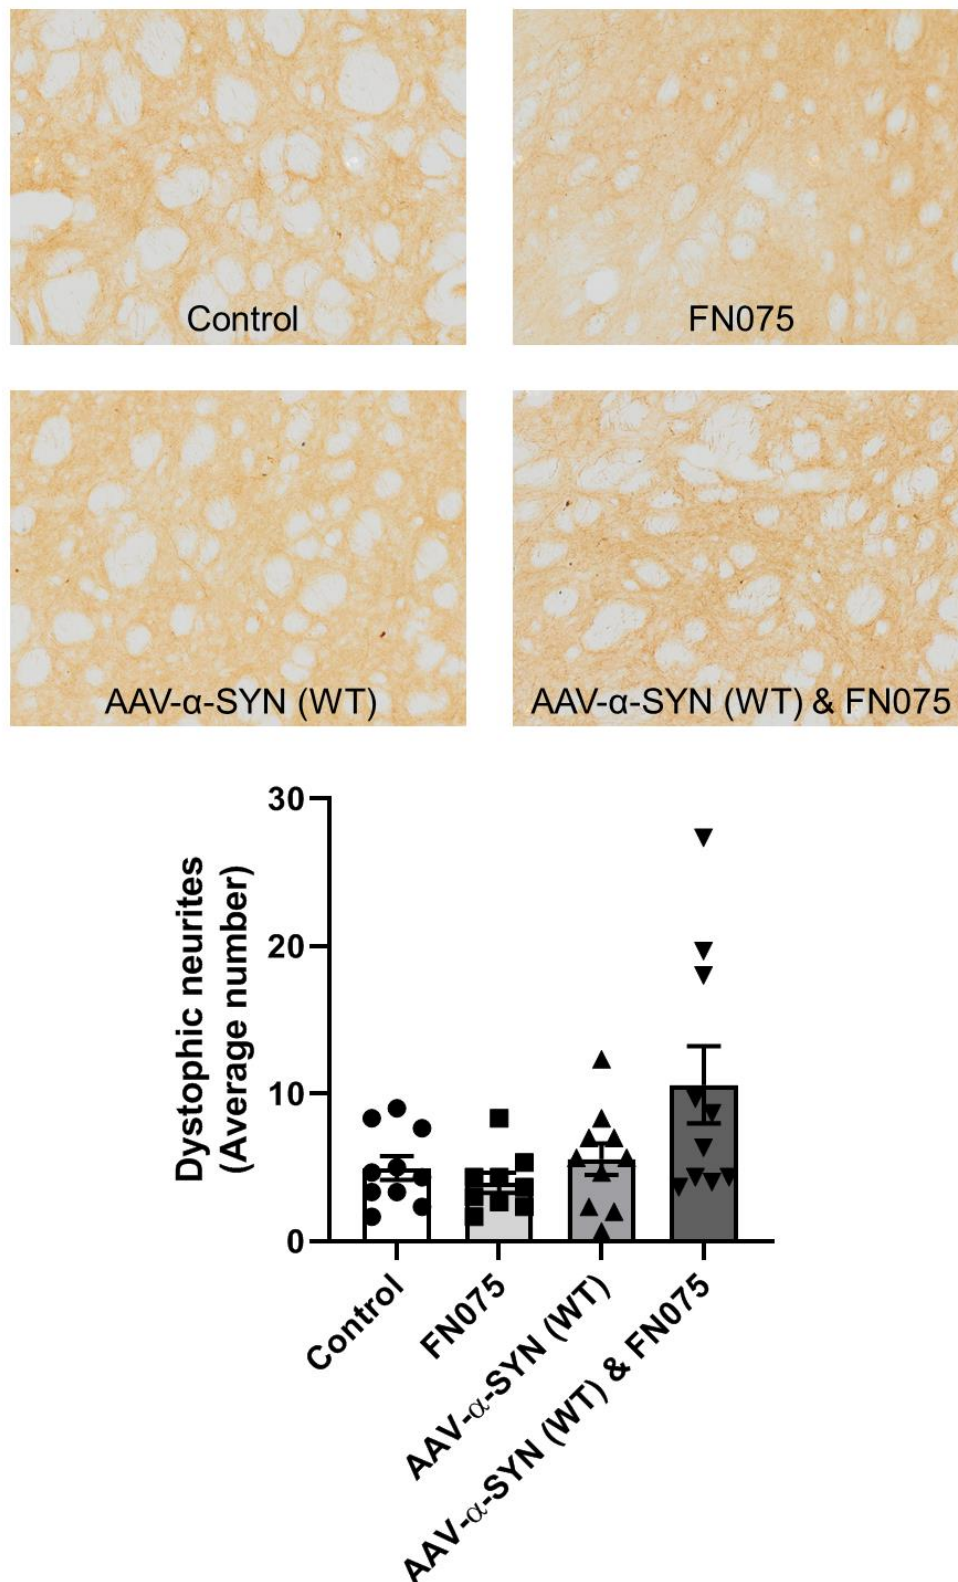 Control
FN075
AAV-α-SYN (WT)
AAV-α-SYN (WT) & FN075
Dystophic neurites
(Average number)
30
20
10
0
Control
FN075
AAV-α-SYN (WT)
AAV-α-SYN (WT) & FN075